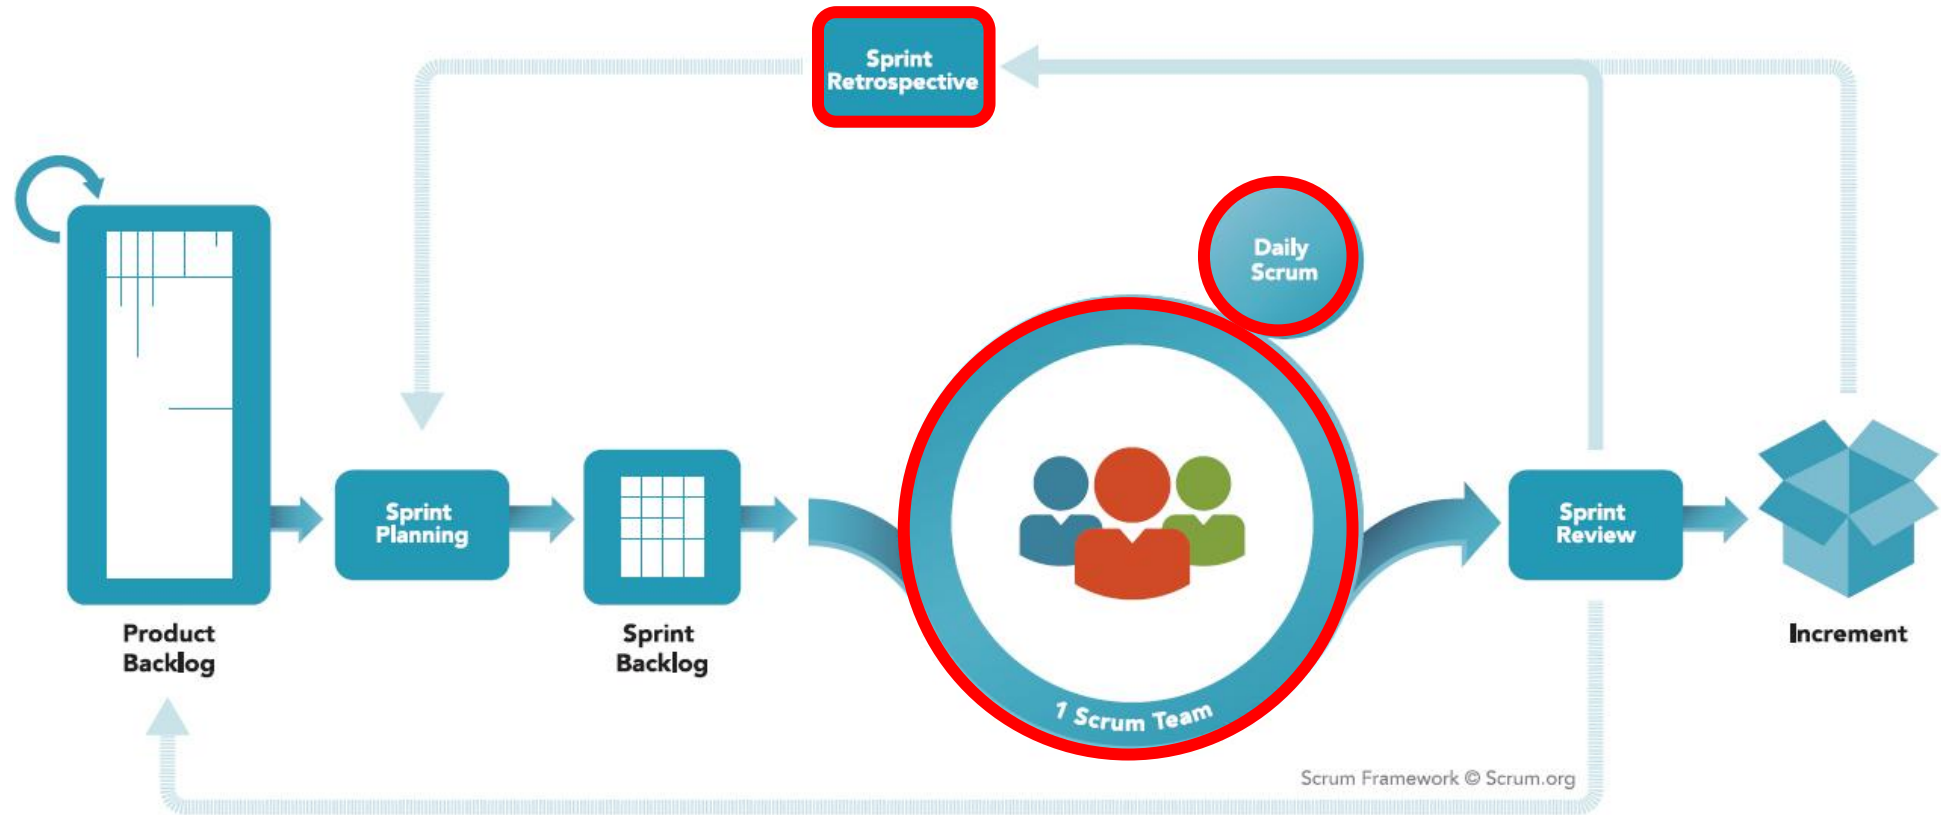 Sprint
Retrospective
Daily
Scrum
Sprint
Planning
Sprint
Review
Product
Backlog
Sprint
Backlog
1 Scrum Team
Increment
Scrum Framework © Scrum.org